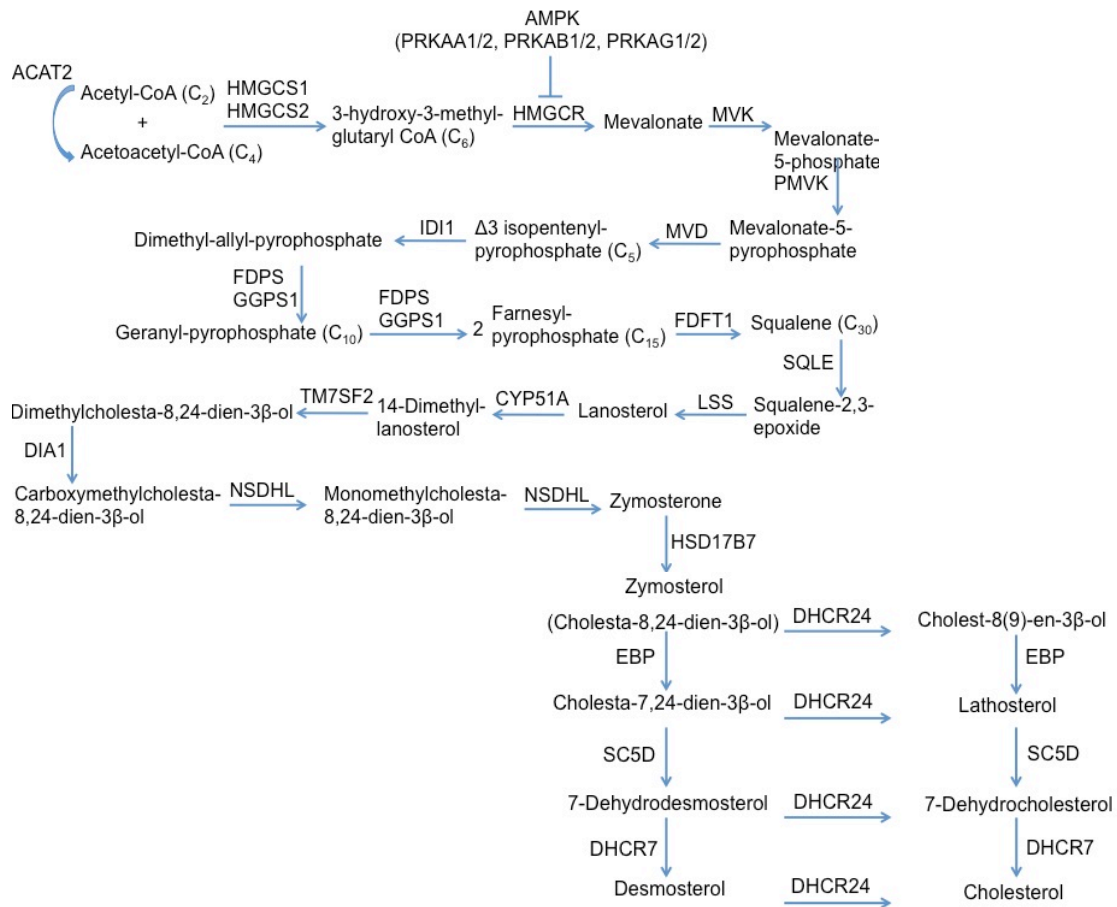 AMPK
(PRKAA1/2, PRKAB1/2, PRKAG1/2)
ACAT2
Acetyl-CoA (C2)
+
Acetoacetyl-CoA (C4)
HMGCS1
HMGCS2
3-hydroxy-3-methyl-
glutaryl CoA (C6)
HMGCR
Mevalonate
MVK
Mevalonate-
5-phosphate
PMVK
Mevalonate-5-
pyrophosphate
MVD
Δ3 isopentenyl-
pyrophosphate (C5)
IDI1
Dimethyl-allyl-pyrophosphate
FDPS
GGPS1
Geranyl-pyrophosphate (C10)
FDPS
GGPS1
2
Farnesyl-
pyrophosphate (C15)
FDFT1
Squalene (C30)
SQLE
Squalene-2,3-
epoxide
LSS
Lanosterol
CYP51A
14-Dimethyl-
lanosterol
TM7SF2
Dimethylcholesta-8,24-dien-3β-ol
DIA1
Carboxymethylcholesta-
8,24-dien-3β-ol
NSDHL
Monomethylcholesta-
8,24-dien-3β-ol
NSDHL
Zymosterone
HSD17B7
Zymosterol
(Cholesta-8,24-dien-3β-ol)
DHCR24
Cholest-8(9)-en-3β-ol
EBP
EBP
Cholesta-7,24-dien-3β-ol
DHCR24
Lathosterol
SC5D
SC5D
7-Dehydrodesmosterol
DHCR24
7-Dehydrocholesterol
DHCR7
DHCR7
Desmosterol
DHCR24
Cholesterol